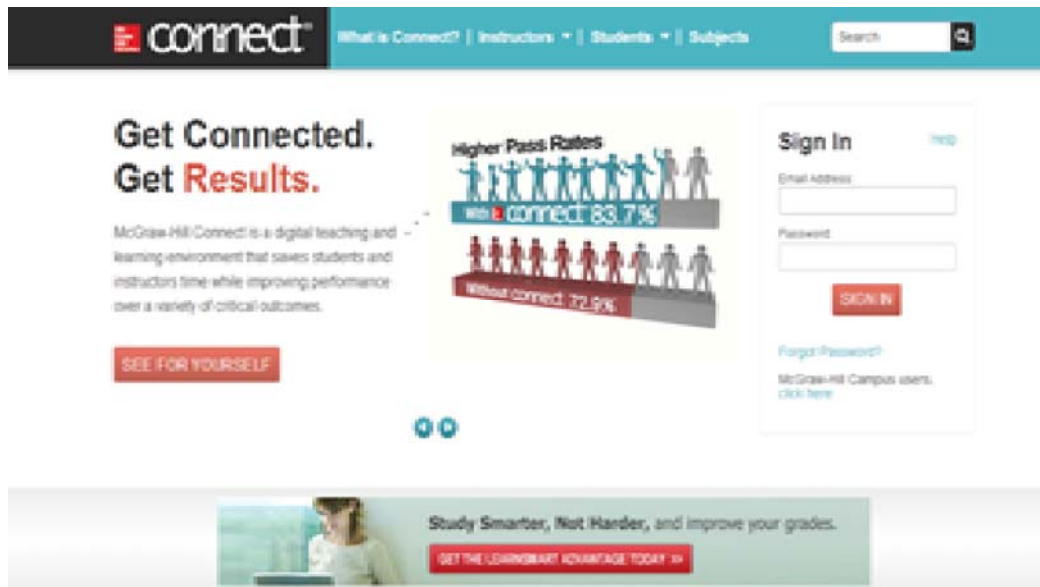 connect
What is Connect? | Instructors | Students | Subjects
Search
Get Connected.
Get Results.
McGraw-Hill Connect is a digital teaching and
learning environment that saves students and
instructors time while improving performance
over a variety of critical outcomes.
SEE FOR YOURSELF
Higher Pass Rates
With connect 83.7%
Without connect 72.9%
Sign In
Help
Email Address
Password
SIGN IN
Forgot Password?
McGraw-Hill Campus users,
click here
Study Smarter, Not Harder, and improve your grades.
GET THE LEARNSMART ADVANTAGE TODAY >>